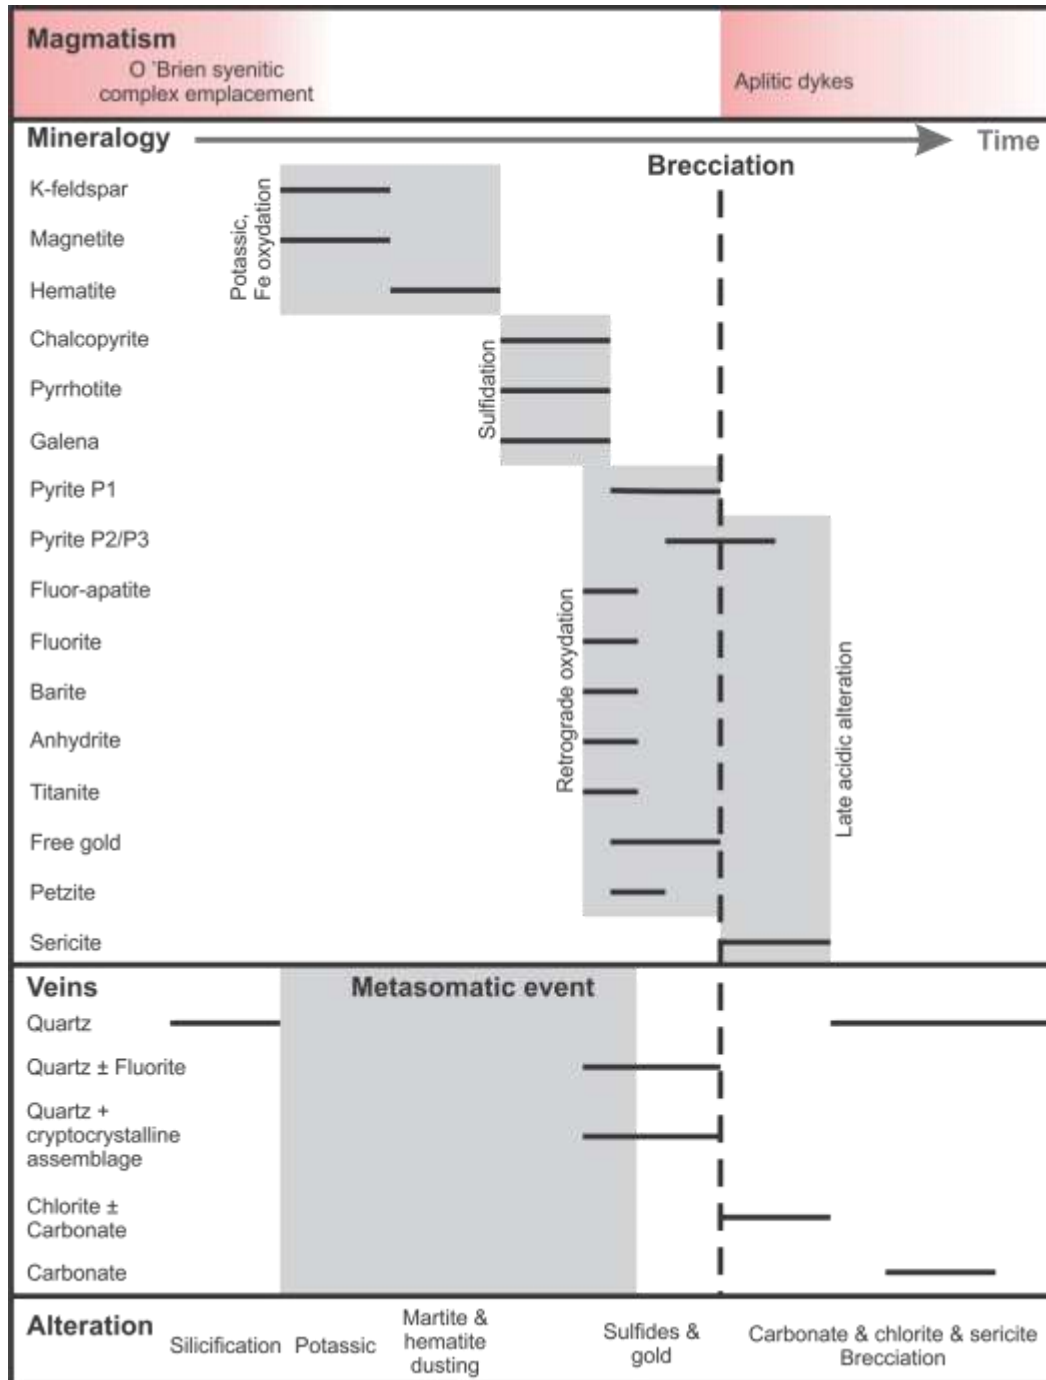 Magmatism
O 'Brien syenitic
complex emplacement
Aplitic dykes
Mineralogy
Time
Brecciation
K-feldspar
Magnetite
Hematite
Potassic,
Fe oxydation
Chalcopyrite
Pyrrhotite
Galena
Sulfidation
Pyrite P1
Pyrite P2/P3
Fluor-apatite
Fluorite
Barite
Anhydrite
Titanite
Free gold
Petzite
Sericite
Retrograde oxydation
Late acidic alteration
Veins
Metasomatic event
Quartz
Quartz ± Fluorite
Quartz +
cryptocrystalline
assemblage
Chlorite ±
Carbonate
Carbonate
Alteration
Silicification
Potassic
Martite &
hematite
dusting
Sulfides &
gold
Carbonate & chlorite & sericite
Brecciation